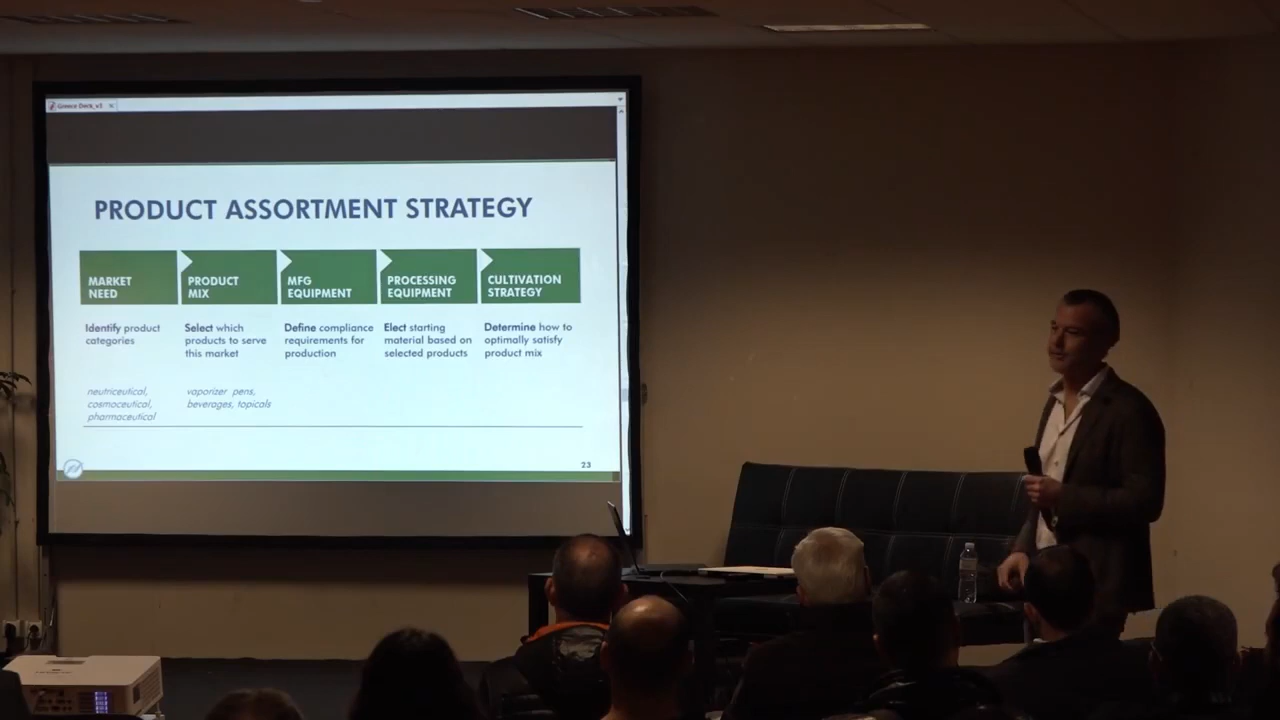 Greece Deck_v3
PRODUCT ASSORTMENT STRATEGY
MARKET
NEED
PRODUCT
MIX
MFG
EQUIPMENT
PROCESSING
EQUIPMENT
CULTIVATION
STRATEGY
Identify product
categories
Select which
products to serve
this market
Define compliance
requirements for
production
Elect starting
material based on
selected products
Determine how to
optimally satisfy
product mix
neutriceutical,
cosmoceutical,
pharmaceutical
vaporizer pens,
beverages, topicals
23